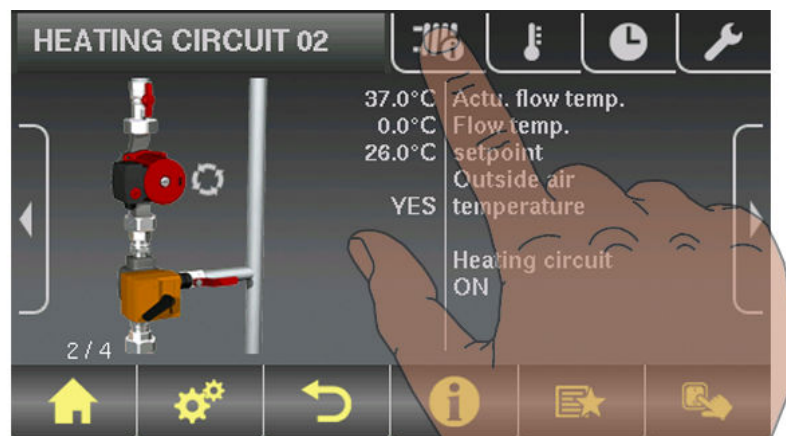 HEATING CIRCUIT 02
37.0°C Actu. flow temp.
0.0°C Flow temp.
26.0°C setpoint
Outside air
YES temperature
Heating circuit
ON
2/4